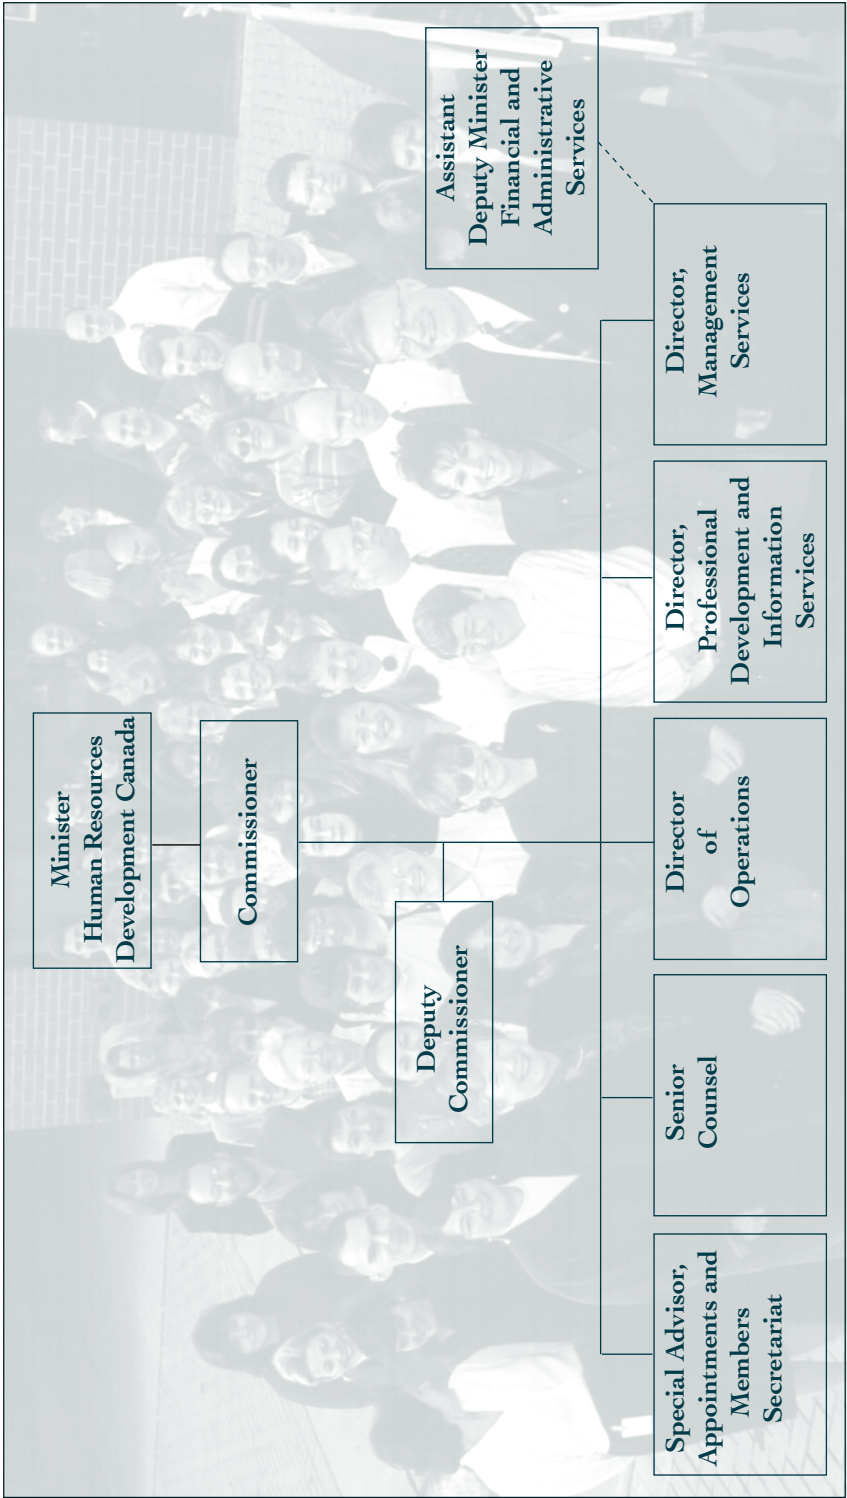 Minister
Human Resources
Development Canada
Commissioner
Deputy
Commissioner
Assistant
Deputy Minister
Financial and
Administrative
Services
Special Advisor,
Appointments and
Members
Secretariat
Senior
Counsel
Director
of
Operations
Director,
Professional
Development and
Information
Services
Director,
Management
Services